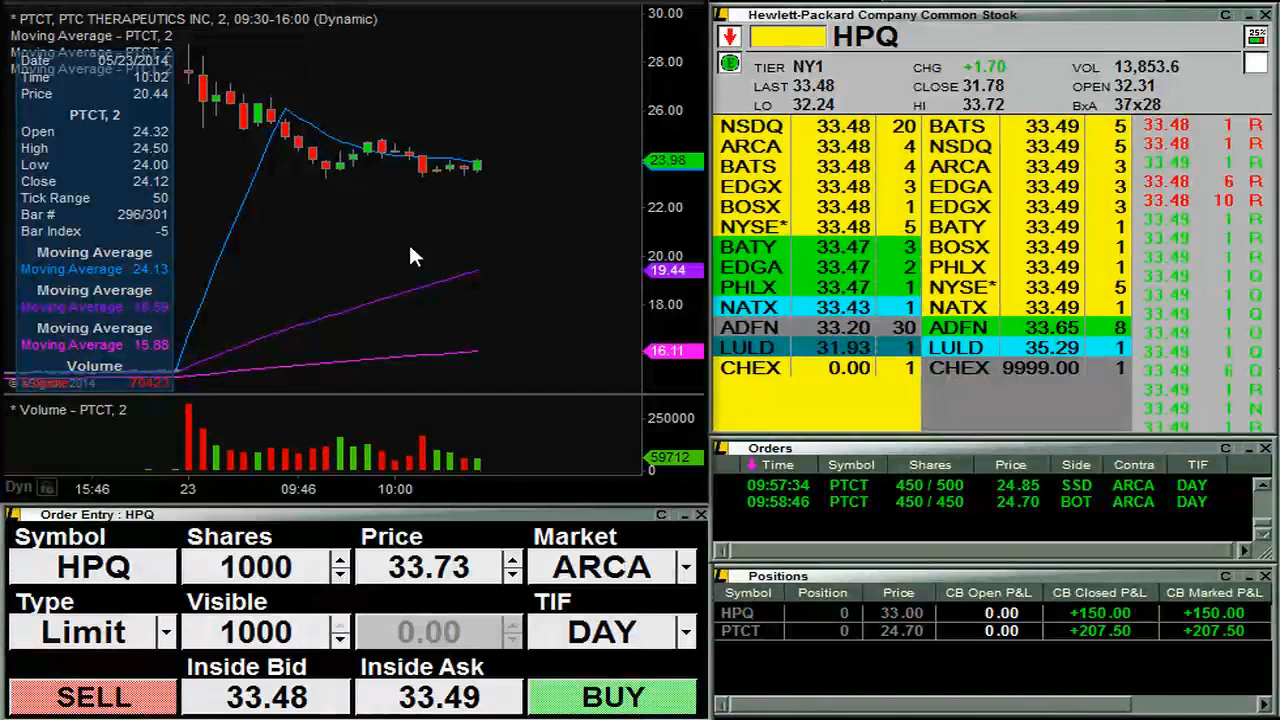 * PTCT, PTC THERAPEUTICS INC, 2, 09:30-16:00 (Dynamic)
Moving Average - PTCT, 2
Moving Average - PTCT, 2
Moving Average - PTCT, 2
Date 05/23/2014
Time 10:02
Price 20.44
PTCT, 2
Open 24.32
High 24.50
Low 24.00
Close 24.12
Tick Range 50
Bar # 296/301
Bar Index -5
Moving Average
Moving Average 24.13
Moving Average
Moving Average 18.59
Moving Average
Moving Average 15.88
Volume
70423
30.00
28.00
26.00
23.98
22.00
20.00
19.44
18.00
16.11
* Volume - PTCT, 2
250000
59712
0
Dyn 15:46 23 09:46 10:00
Hewlett-Packard Company Common Stock
HPQ
25%
TIER NY1 CHG +1.70 VOL 13,853.6
LAST 33.48 CLOSE 31.78 OPEN 32.31
LO 32.24 HI 33.72 BxA 37x28
NSDQ 33.48 20 BATS 33.49 5 33.48 1 R
ARCA 33.48 4 NSDQ 33.49 5 33.49 1 R
BATS 33.48 4 ARCA 33.49 3 33.49 1 R
EDGX 33.48 3 EDGA 33.49 3 33.48 6 R
BOSX 33.48 1 EDGX 33.49 3 33.48 10 R
NYSE* 33.48 5 BATY 33.49 1 33.49 1 R
BATY 33.47 3 BOSX 33.49 1 33.49 1 R
EDGA 33.47 2 PHLX 33.49 1 33.49 1 R
PHLX 33.47 1 NYSE* 33.49 5 33.49 1 Q
NATX 33.43 1 NATX 33.49 1 33.49 1 Q
ADFN 33.20 30 ADFN 33.65 8 33.49 1 Q
LULD 31.93 1 LULD 35.29 1 33.49 1 Q
CHEX 0.00 1 CHEX 9999.00 1 33.49 6 Q
33.49 1 R
33.49 1 N
33.49 1 R
Orders
Time Symbol Shares Price Side Contra TIF
09:57:34 PTCT 450 / 500 24.85 SSD ARCA DAY
09:58:46 PTCT 450 / 450 24.70 BOT ARCA DAY
Order Entry : HPQ
Symbol Shares Price Market
HPQ 1000 33.73 ARCA
Type Visible TIF
Limit 1000 0.00 DAY
Inside Bid Inside Ask
SELL 33.48 33.49 BUY
Positions
Symbol Position Price CB Open P&L CB Closed P&L CB Marked P&L
HPQ 0 33.00 0.00 +150.00 +150.00
PTCT 0 24.70 0.00 +207.50 +207.50